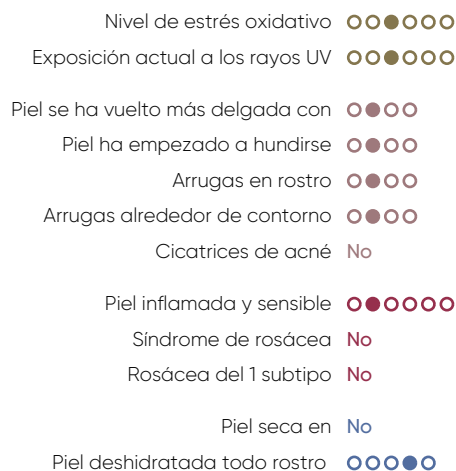 Nivel de estrés oxidativo
Exposición actual a los rayos UV
Piel se ha vuelto más delgada con
Piel ha empezado a hundirse
Arrugas en rostro
Arrugas alrededor de contorno
Cicatrices de acné No
Piel inflamada y sensible
Síndrome de rosácea No
Rosácea del 1 subtipo No
Piel seca en No
Piel deshidratada todo rostro